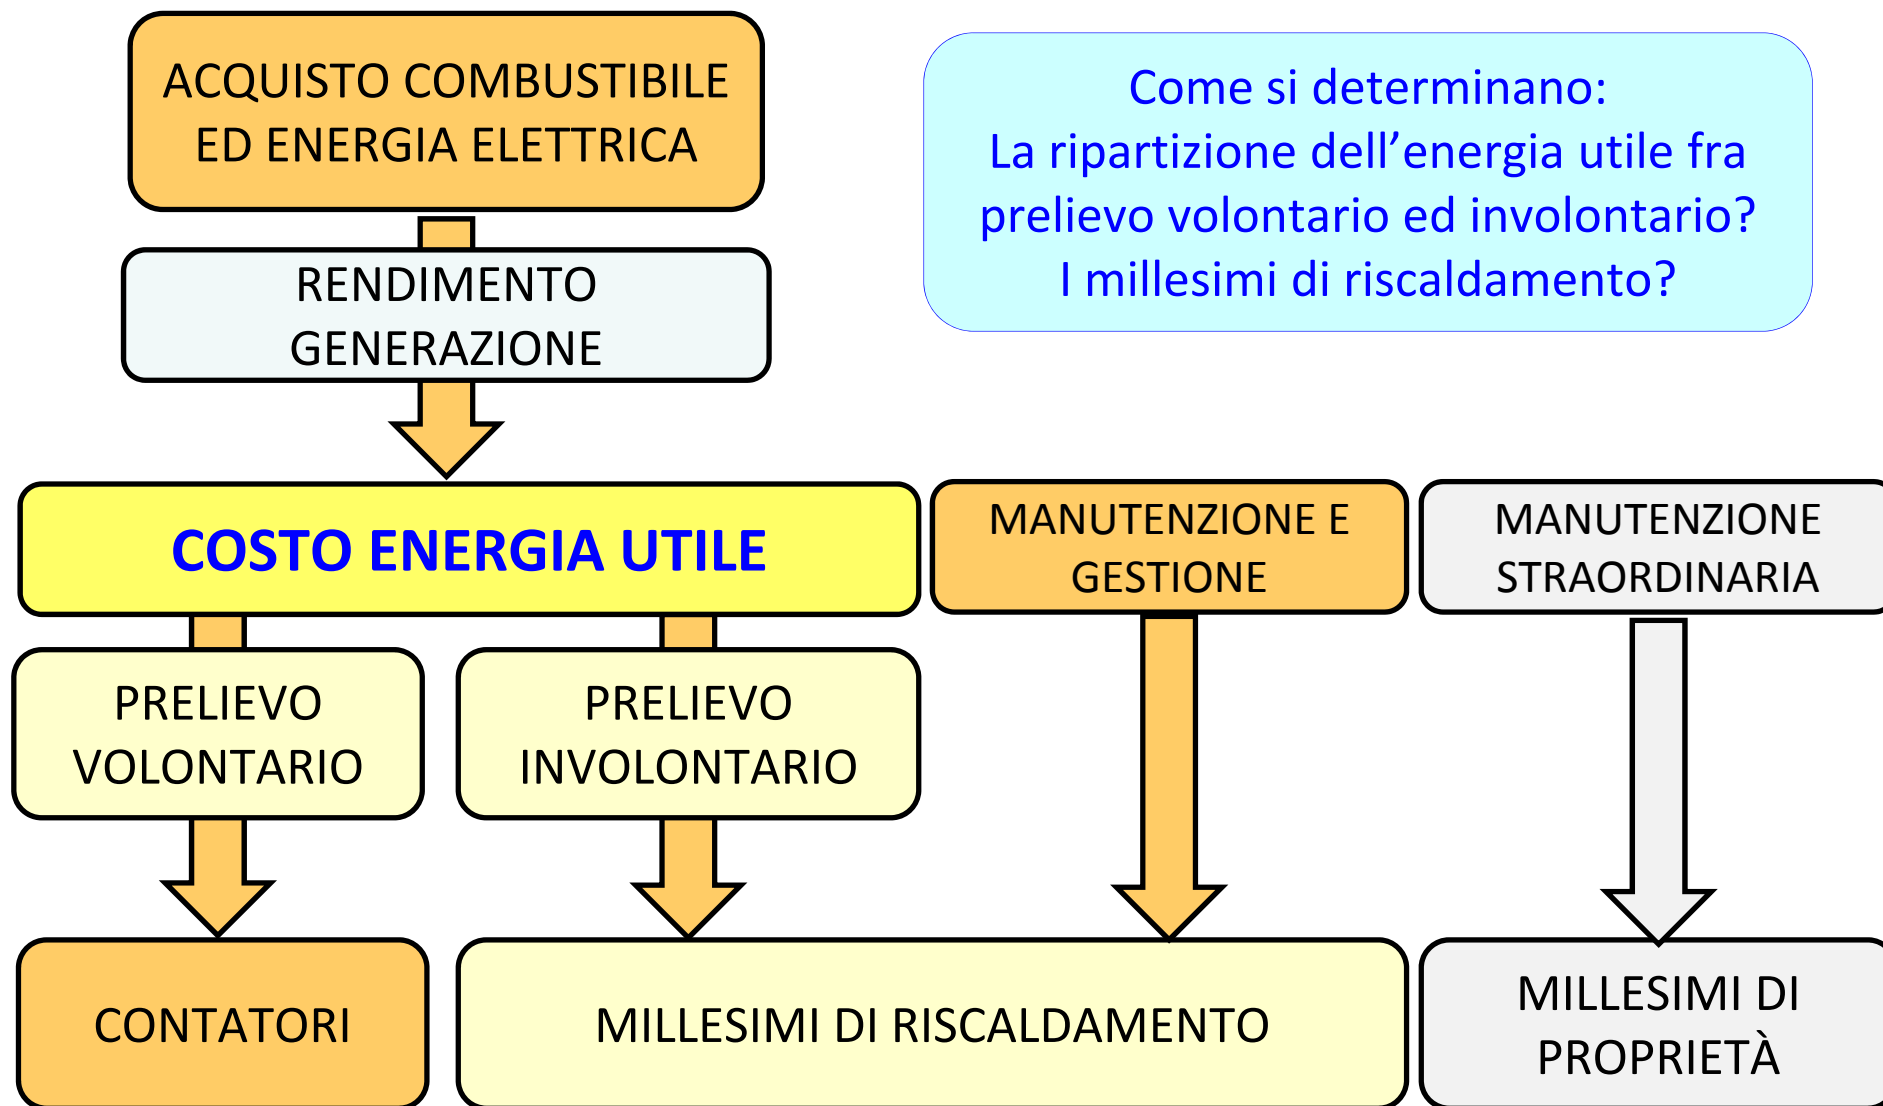 ACQUISTO COMBUSTIBILE
ED ENERGIA ELETTRICA
Come si determinano:
La ripartizione dell’energia utile fra
prelievo volontario ed involontario?
I millesimi di riscaldamento?
RENDIMENTO
GENERAZIONE
COSTO ENERGIA UTILE
MANUTENZIONE E
GESTIONE
MANUTENZIONE
STRAORDINARIA
PRELIEVO
VOLONTARIO
PRELIEVO
INVOLONTARIO
CONTATORI
MILLESIMI DI RISCALDAMENTO
MILLESIMI DI
PROPRIETÀ